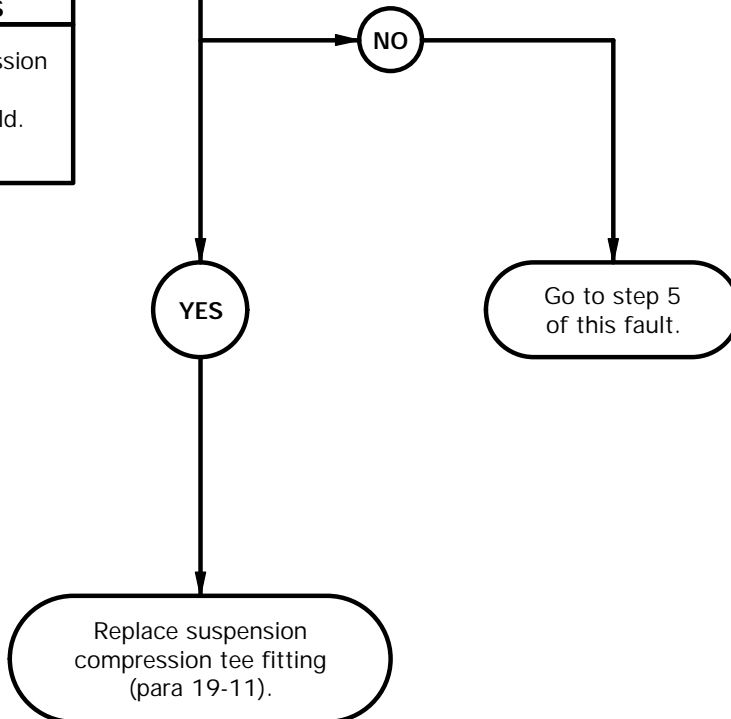 NO
YES
Go to step 5
of this fault.
Replace suspension
compression tee fitting
(para 19-11).